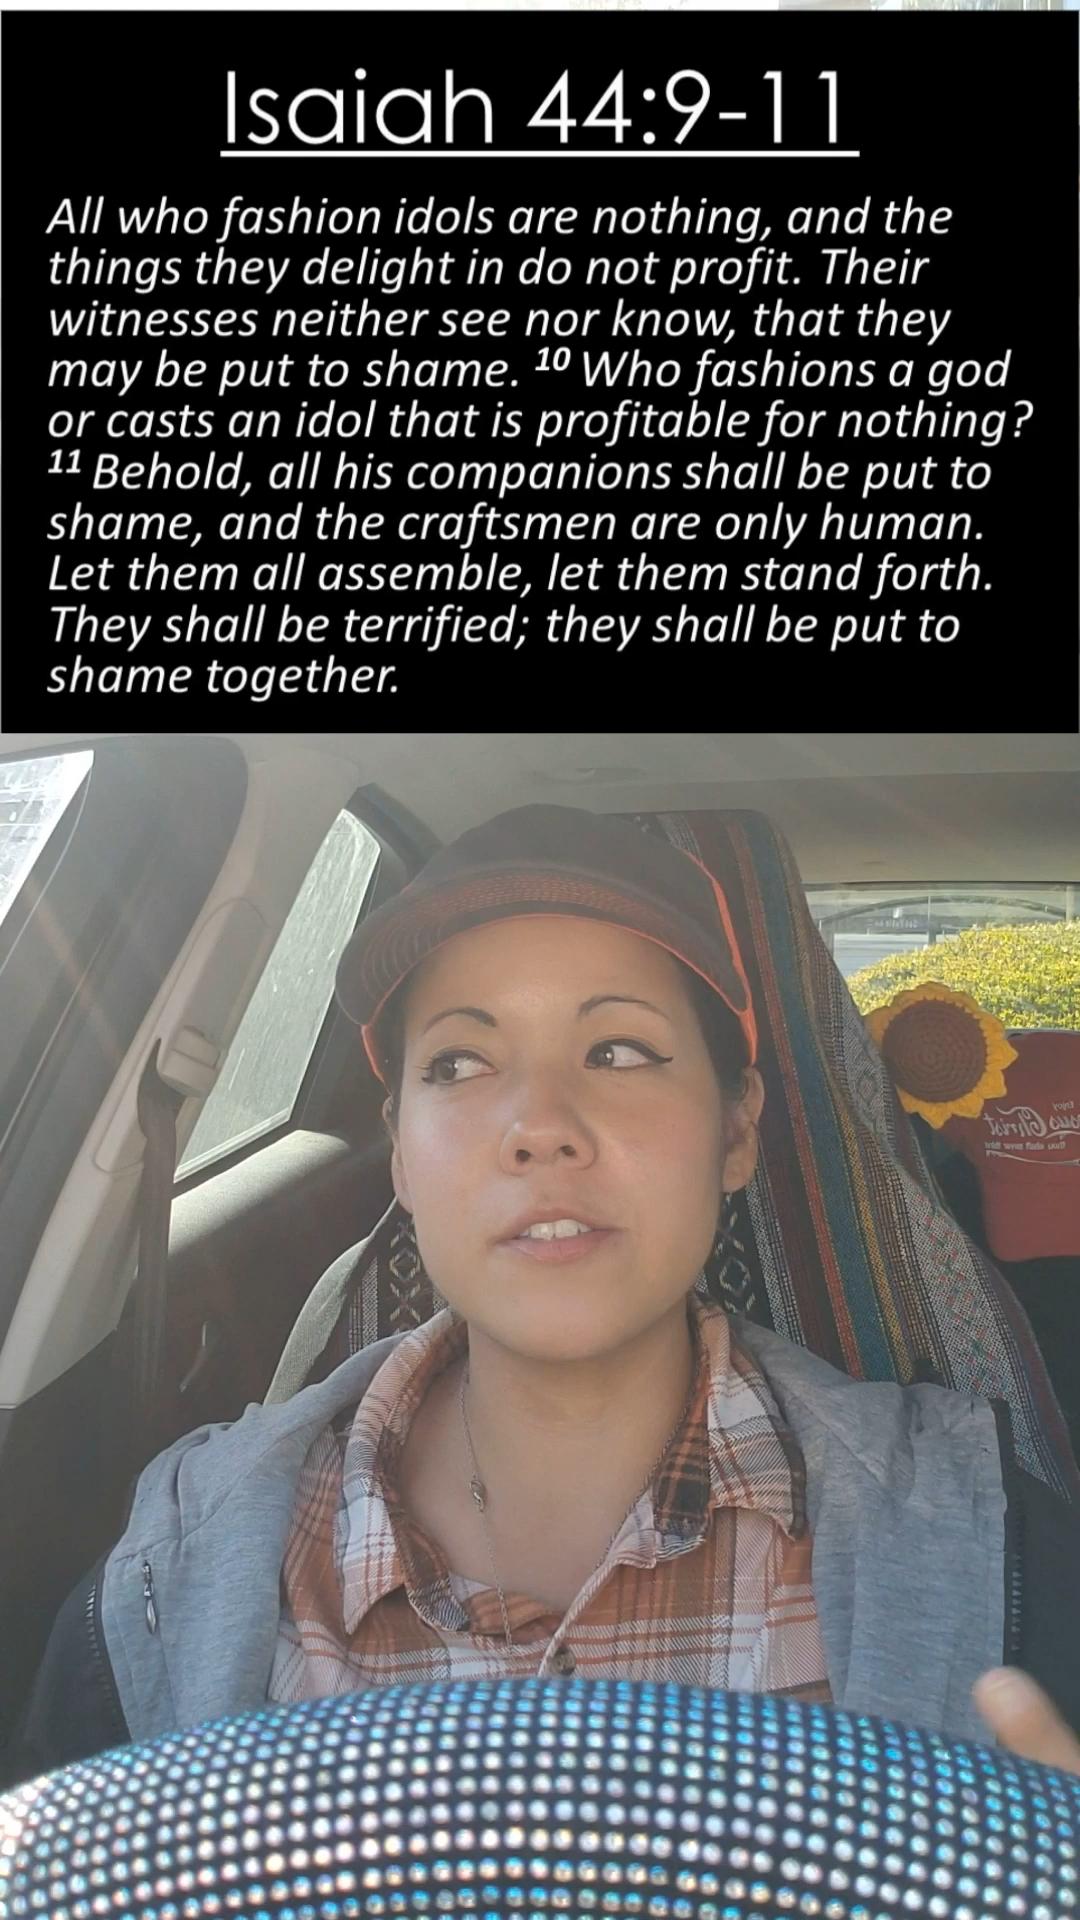 Isaiah 44:9-11
All who fashion idols are nothing, and the
things they delight in do not profit. Their
witnesses neither see nor know, that they
may be put to shame. ¹⁰ Who fashions a god
or casts an idol that is profitable for nothing?
¹¹ Behold, all his companions shall be put to
shame, and the craftsmen are only human.
Let them all assemble, let them stand forth.
They shall be terrified; they shall be put to
shame together.
Enjoy
Christ